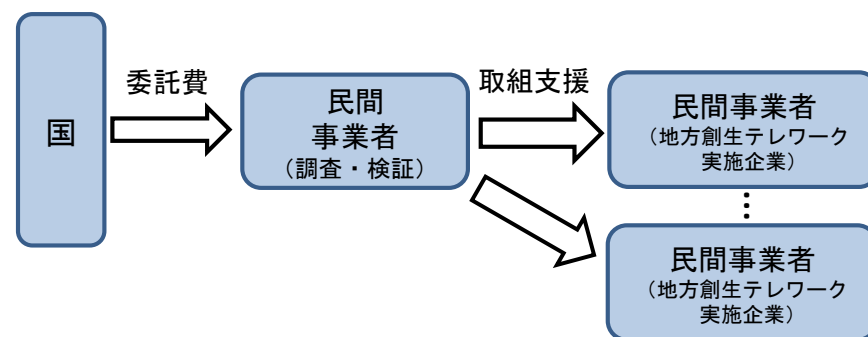 国
委託費
民間
事業者
（調査・検証）
取組支援
民間事業者
（地方創生テレワーク
実施企業）
…
民間事業者
（地方創生テレワーク
実施企業）